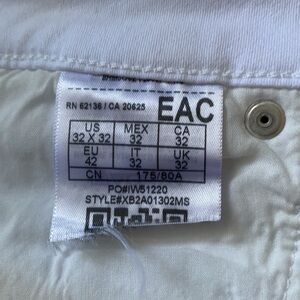 RN 62136 / CA 20625
EAC
US MEX CA
32 X 32 32 32
EU IT UK
42 32 32
CN 175/80A
PO#IW51220
STYLE#XB2A01302MS